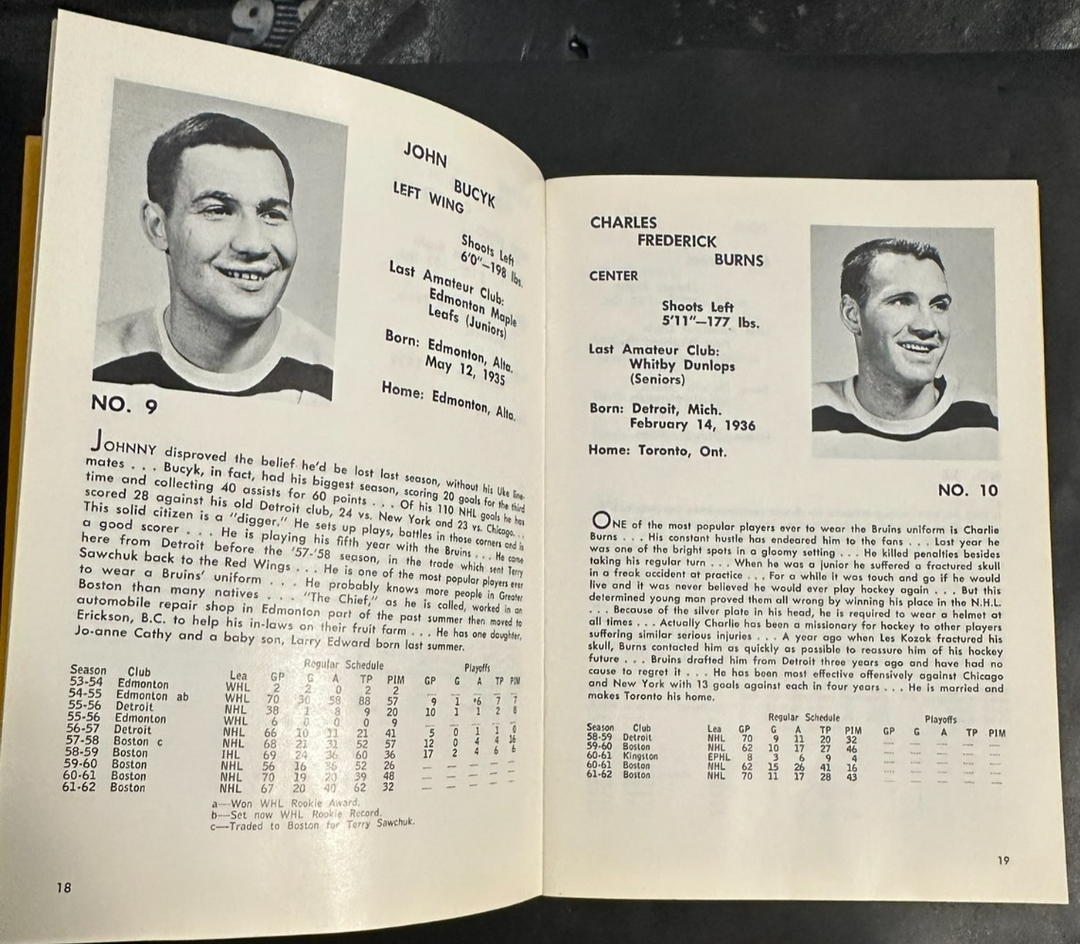 JOHN
BUCYK
LEFT WING
Shoots Left
6'0"—198 lbs.
Last Amateur Club:
Edmonton Maple
Leafs (Juniors)
Born: Edmonton, Alta.
May 12, 1935
Home: Edmonton, Alta.
NO. 9
JOHNNY disproved the belief he'd be lost last season, without his Uke line-
mates . . . Bucyk, in fact, had his biggest season, scoring 20 goals for the third
time and collecting 40 assists for 60 points . . . Of his 110 NHL goals he has
scored 28 against his old Detroit club, 24 vs. New York and 23 vs. Chicago. . .
This solid citizen is a "digger." He sets up plays, battles in those corners and is
a good scorer . . . He is playing his fifth year with the Bruins . . . He came
here from Detroit before the '57-'58 season, in the trade which sent Terry
Sawchuk back to the Red Wings . . . He is one of the most popular players ever
to wear a Bruins' uniform . . . He probably knows more people in Greater
Boston than many natives . . . "The Chief," as he is called, worked in an
automobile repair shop in Edmonton part of the past summer then moved to
Erickson, B.C. to help his in-laws on their fruit farm . . . He has one daughter,
Jo-anne Cathy and a baby son, Larry Edward born last summer.
Regular Schedule Playoffs
Season Club Lea GP G A TP PIM GP G A TP PIM
53-54 Edmonton WHL 2 2 0 2 2
54-55 Edmonton ab WHL 70 30 58 88 57 9 1 *6 7 7
55-56 Detroit NHL 38 1 8 9 20 10 1 1 2 8
55-56 Edmonton WHL 6 0 0 0 9
56-57 Detroit NHL 66 10 11 21 41 5 0 1 1 0
57-58 Boston c NHL 68 21 31 52 57 12 0 4 4 16
58-59 Boston IHL 69 24 36 60 36 17 2 4 6 6
59-60 Boston NHL 56 16 36 52 26 — — — — —
60-61 Boston NHL 70 19 20 39 48 — — — — —
61-62 Boston NHL 67 20 40 62 32 — — — — —
a—Won WHL Rookie Award.
b—Set now WHL Rookie Record.
c—Traded to Boston for Terry Sawchuk.
18
CHARLES
FREDERICK
BURNS
CENTER
Shoots Left
5'11"—177 lbs.
Last Amateur Club:
Whitby Dunlops
(Seniors)
Born: Detroit, Mich.
February 14, 1936
Home: Toronto, Ont.
NO. 10
ONE of the most popular players ever to wear the Bruins uniform is Charlie
Burns . . . His constant hustle has endeared him to the fans . . . Last year he
was one of the bright spots in a gloomy setting . . . He killed penalties besides
taking his regular turn . . . When he was a junior he suffered a fractured skull
in a freak accident at practice . . . For a while it was touch and go if he would
live and it was never believed he would ever play hockey again . . . But this
determined young man proved them all wrong by winning his place in the N.H.L.
. . . Because of the silver plate in his head, he is required to wear a helmet at
all times . . . Actually Charlie has been a missionary for hockey to other players
suffering similar serious injuries . . . A year ago when Les Kozak fractured his
skull, Burns contacted him as quickly as possible to reassure him of his hockey
future . . . Bruins drafted him from Detroit three years ago and have had no
cause to regret it . . . He has been most effective offensively against Chicago
and New York with 13 goals against each in four years . . . He is married and
makes Toronto his home.
Regular Schedule Playoffs
Season Club Lea GP G A TP PIM GP G A TP PIM
58-59 Detroit NHL 70 9 11 20 32 — — — — —
59-60 Boston NHL 62 10 17 27 46 — — — — —
60-61 Kingston EPHL 8 3 6 9 4 — — — — —
60-61 Boston NHL 62 15 26 41 16 — — — — —
61-62 Boston NHL 70 11 17 28 43 — — — — —
19